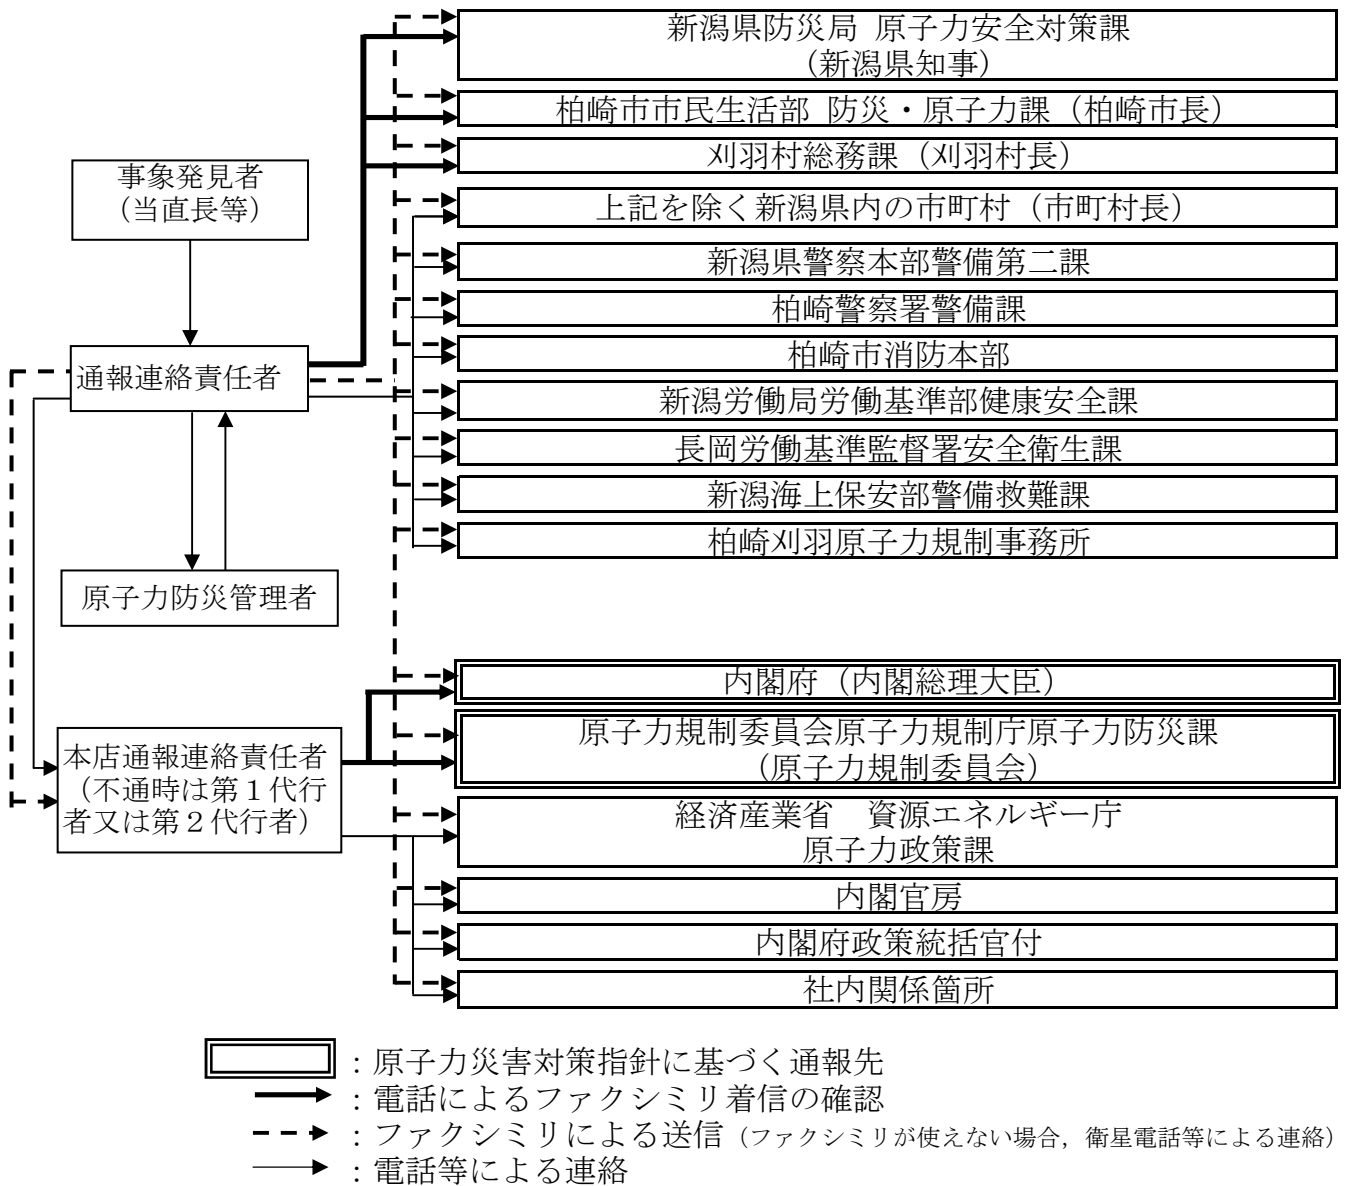 新潟県防災局 原子力安全対策課
（新潟県知事）
柏崎市市民生活部 防災・原子力課（柏崎市長）
刈羽村総務課（刈羽村長）
上記を除く新潟県内の市町村（市町村長）
新潟県警察本部警備第二課
柏崎警察署警備課
柏崎市消防本部
新潟労働局労働基準部健康安全課
長岡労働基準監督署安全衛生課
新潟海上保安部警備救難課
柏崎刈羽原子力規制事務所
事象発見者
（当直長等）
通報連絡責任者
原子力防災管理者
本店通報連絡責任者
（不通時は第１代行
者又は第２代行者）
内閣府（内閣総理大臣）
原子力規制委員会原子力規制庁原子力防災課
（原子力規制委員会）
経済産業省　資源エネルギー庁
原子力政策課
内閣官房
内閣府政策統括官付
社内関係箇所
：原子力災害対策指針に基づく通報先
：電話によるファクシミリ着信の確認
：ファクシミリによる送信（ファクシミリが使えない場合，衛星電話等による連絡）
：電話等による連絡